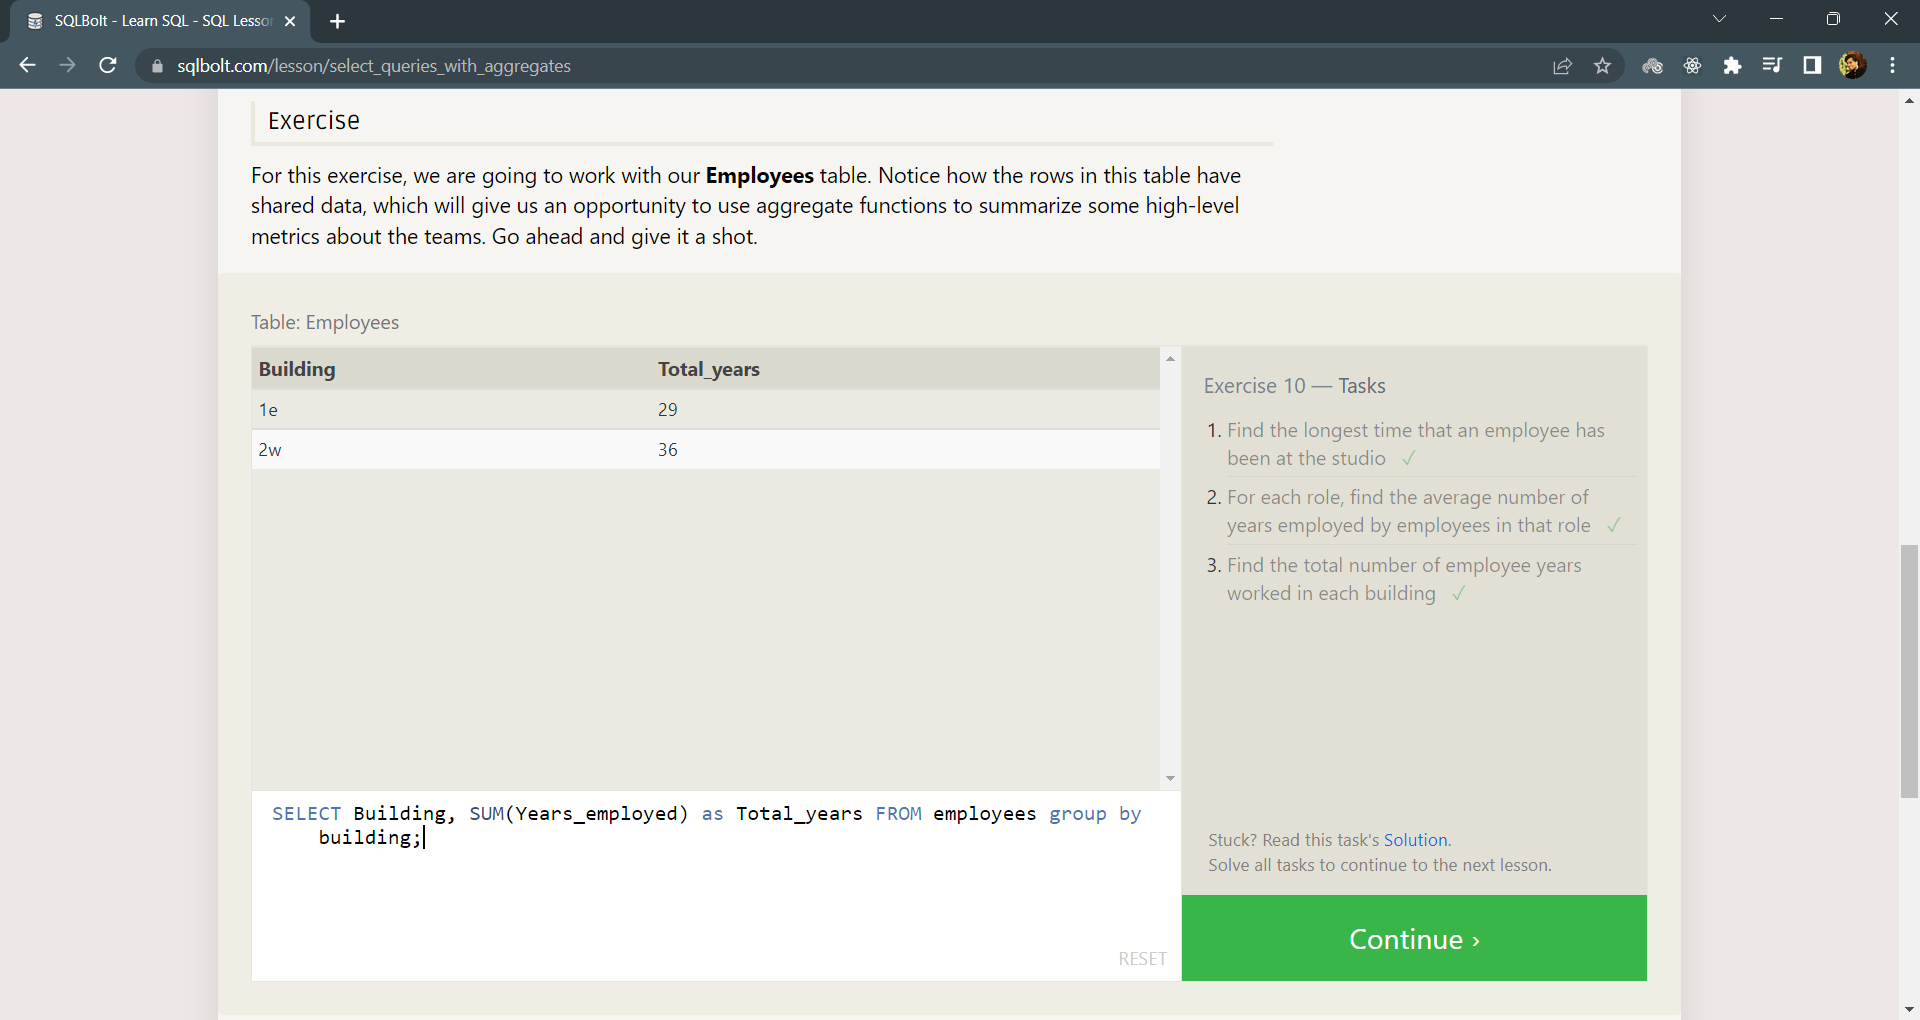 SQLBolt - Learn SQL - SQL Lesso
sqlbolt.com/lesson/select_queries_with_aggregates
Exercise
For this exercise, we are going to work with our Employees table. Notice how the rows in this table have
shared data, which will give us an opportunity to use aggregate functions to summarize some high-level
metrics about the teams. Go ahead and give it a shot.
Table: Employees
Building Total_years
1e 29
2w 36
SELECT Building, SUM(Years_employed) as Total_years FROM employees group by
building;
RESET
Exercise 10 — Tasks
1. Find the longest time that an employee has
been at the studio ✓
2. For each role, find the average number of
years employed by employees in that role ✓
3. Find the total number of employee years
worked in each building ✓
Stuck? Read this task's Solution.
Solve all tasks to continue to the next lesson.
Continue ›